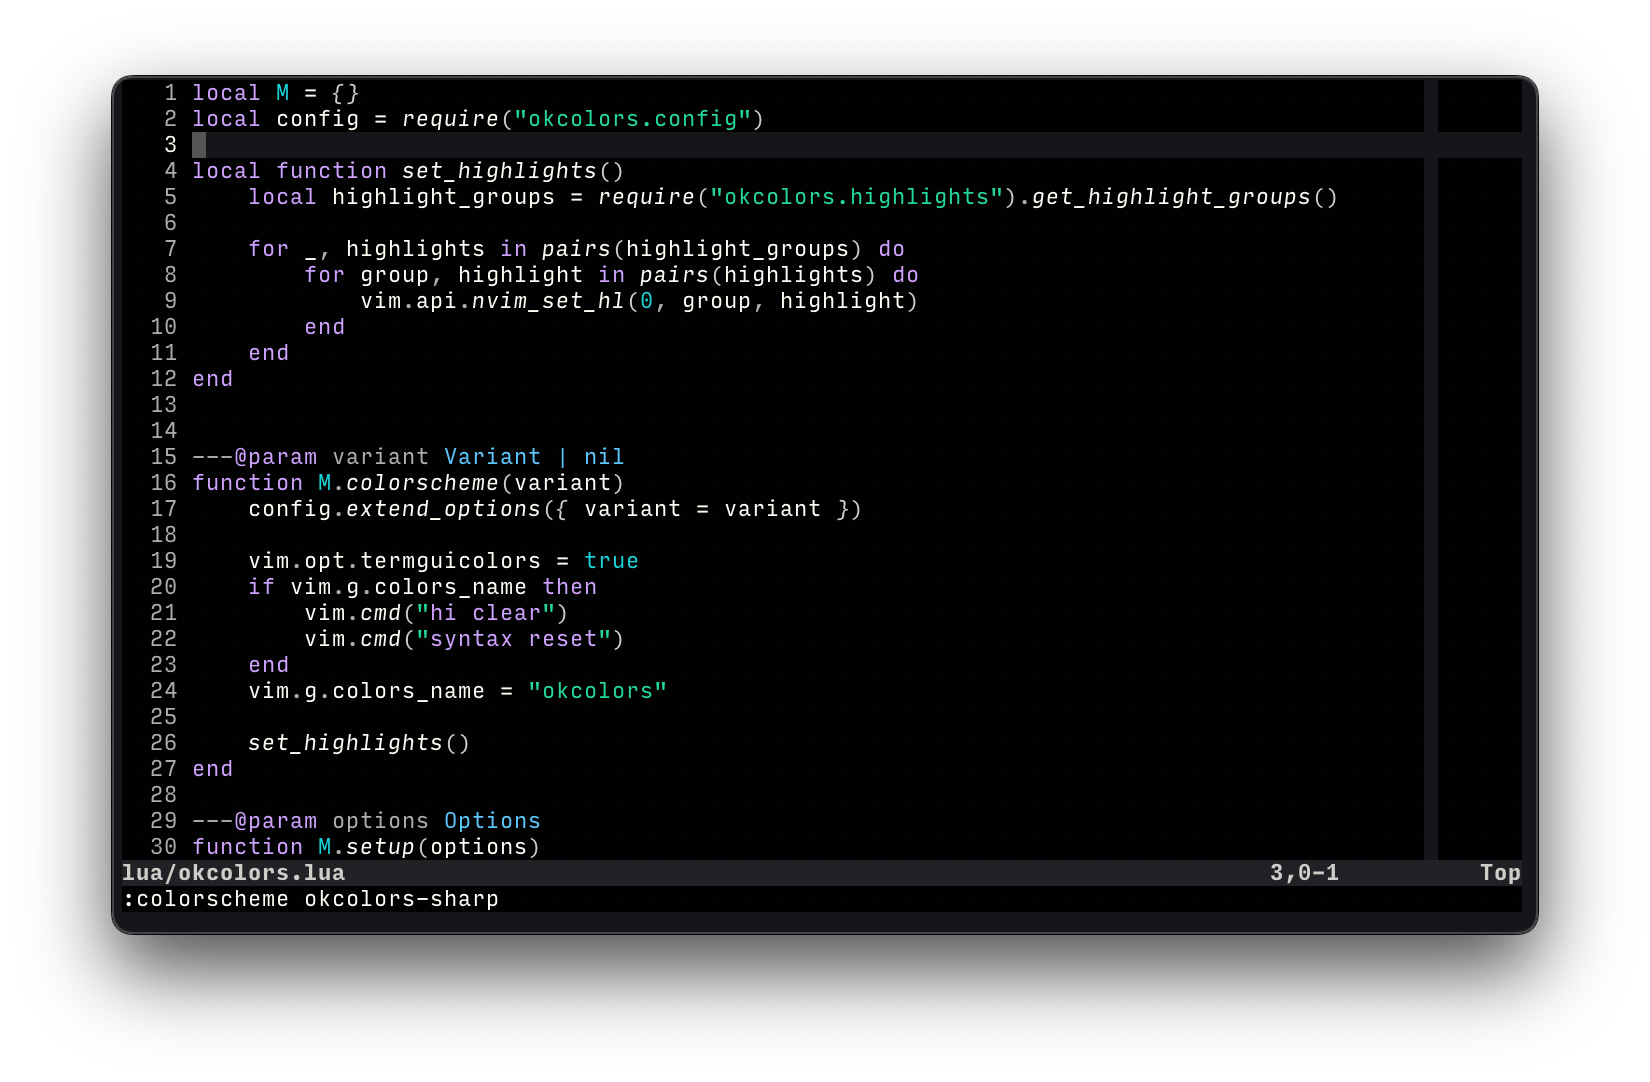 1 local M = {}
2 local config = require("okcolors.config")
3
4 local function set_highlights()
5     local highlight_groups = require("okcolors.highlights").get_highlight_groups()
6
7     for _, highlights in pairs(highlight_groups) do
8         for group, highlight in pairs(highlights) do
9             vim.api.nvim_set_hl(0, group, highlight)
10         end
11     end
12 end
13
14
15 ---@param variant Variant | nil
16 function M.colorscheme(variant)
17     config.extend_options({ variant = variant })
18
19     vim.opt.termguicolors = true
20     if vim.g.colors_name then
21         vim.cmd("hi clear")
22         vim.cmd("syntax reset")
23     end
24     vim.g.colors_name = "okcolors"
25
26     set_highlights()
27 end
28
29 ---@param options Options
30 function M.setup(options)
lua/okcolors.lua 3,0-1 Top
:colorscheme okcolors-sharp